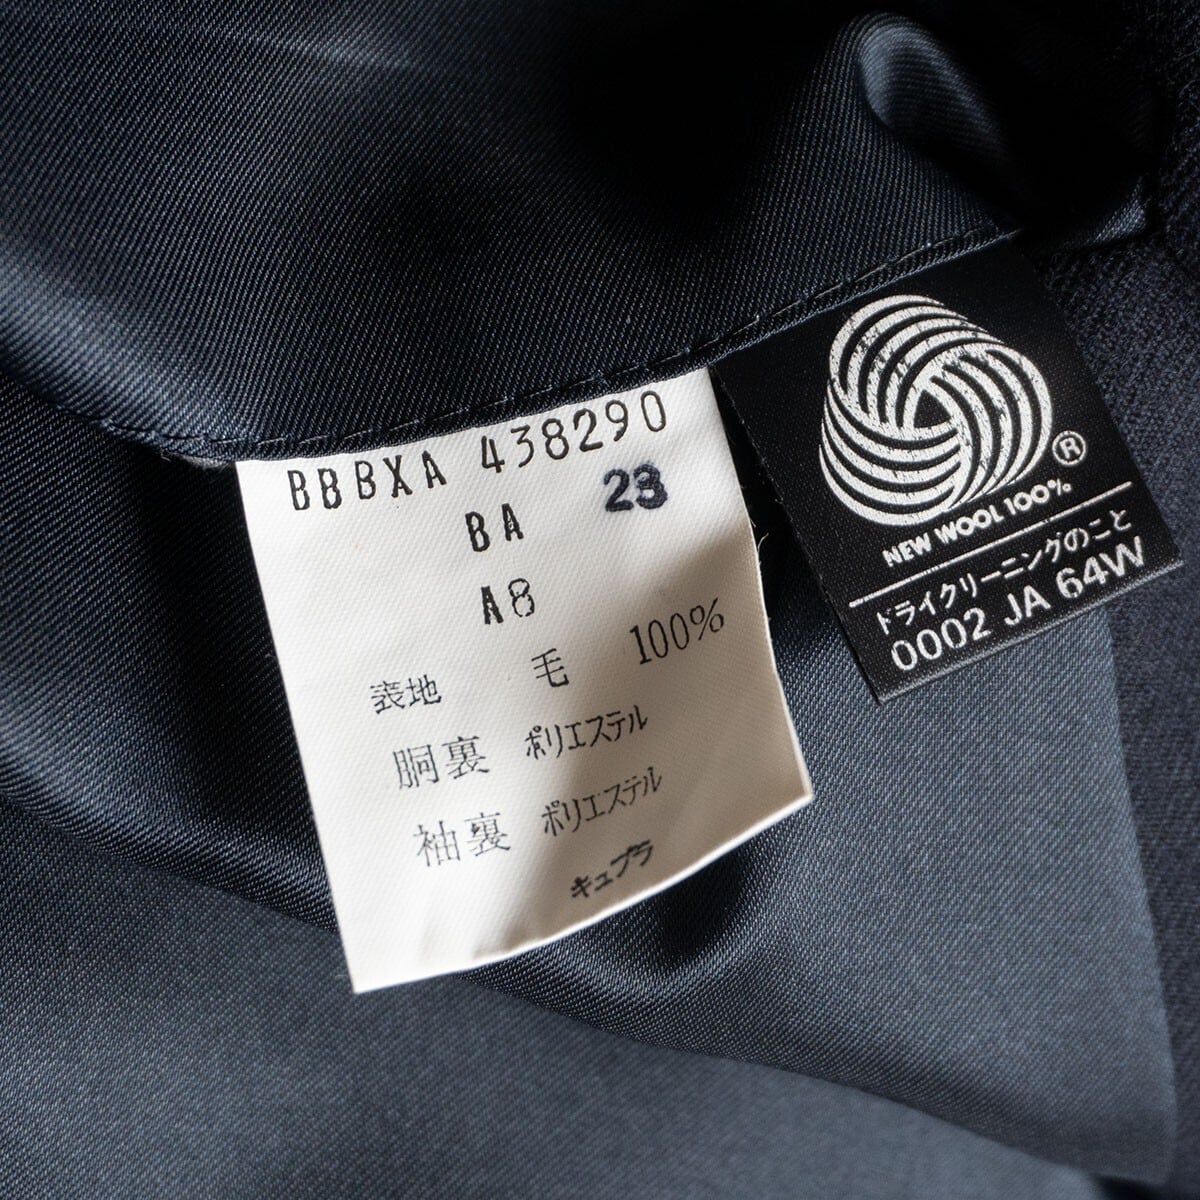 BBBXA 438290
BA 23
A8
表地 毛 100%
胴裏 ポリエステル
袖裏 ポリエステル
キュプラ
®
NEW WOOL 100%
ドライクリーニングのこと
0002 JA 64W